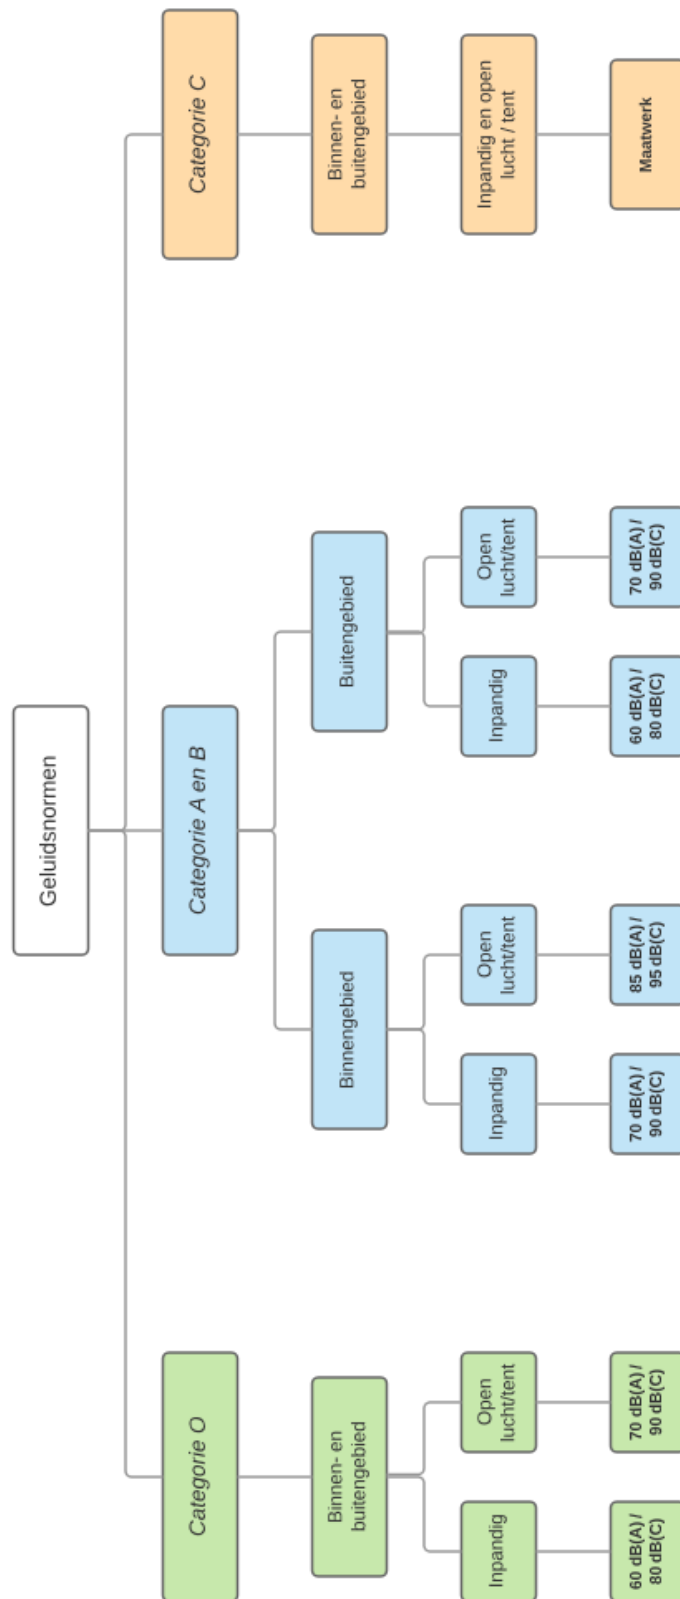 Geluidsnormen
Categorie O
Categorie A en B
Categorie C
Binnen- en
buitengebied
Binnengebied
Buitengebied
Binnen- en
buitengebied
Inpandig
Open
lucht/tent
Inpandig
Open
lucht/tent
Inpandig
Open
lucht/tent
Inpandig en open
lucht / tent
60 dB(A) /
80 dB(C)
70 dB(A) /
90 dB(C)
70 dB(A) /
90 dB(C)
85 dB(A) /
95 dB(C)
60 dB(A) /
80 dB(C)
70 dB(A) /
90 dB(C)
Maatwerk